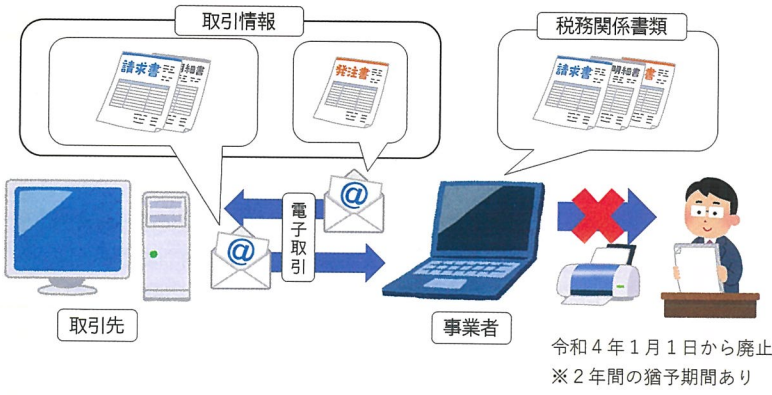 取引情報
税務関係書類
請求書
明細書
発注書
請求書
明細書
書
@
@
電子取引
取引先
事業者
令和4年1月1日から廃止
※2年間の猶予期間あり